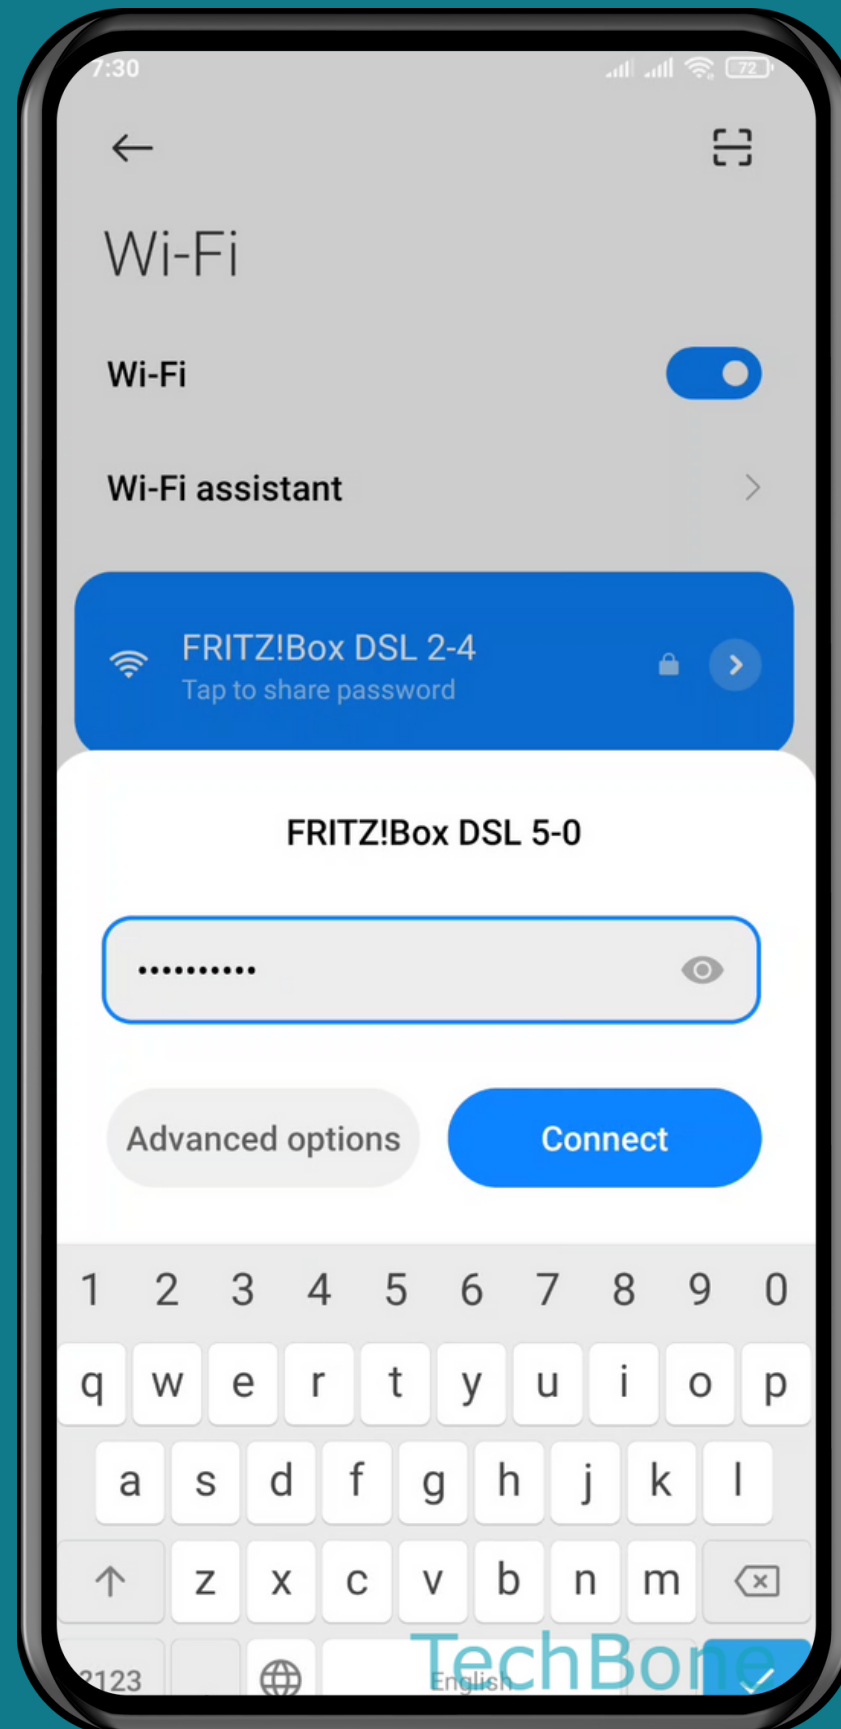 7:30
72
Wi-Fi
Wi-Fi
Wi-Fi assistant
FRITZ!Box DSL 2-4
Tap to share password
FRITZ!Box DSL 5-0
••••••••••
Advanced options Connect
1 2 3 4 5 6 7 8 9 0
q w e r t y u i o p
a s d f g h j k l
z x c v b n m
?123 English
TechBone